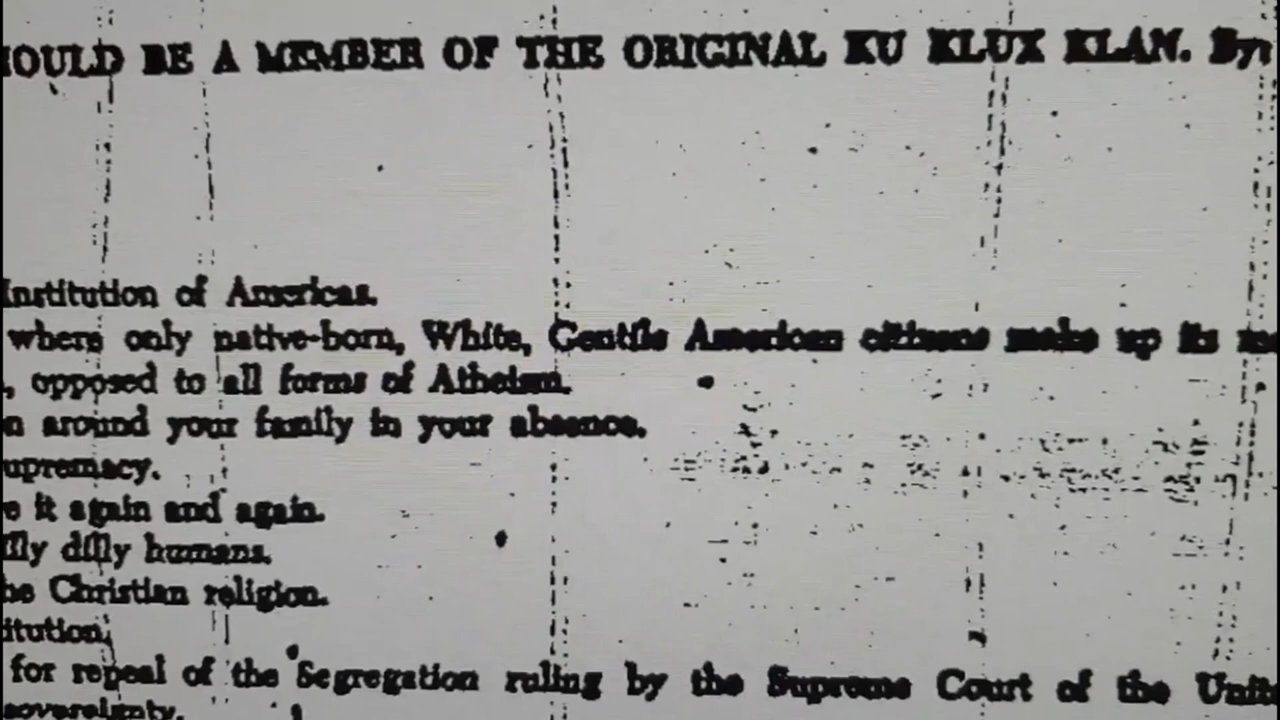 HOULD BE A MEMBER OF THE ORIGINAL KU KLUX KLAN. By:
Institution of Americas.
where only native-born, White, Gentile American citizens make up its
, opposed to all forms of Atheism.
n around your family in your absence.
upremacy.
e it again and again.
lly dilly humans.
he Christian religion.
itution.
for repeal of the Segregation ruling by the Supreme Court of the Unite
sovereignty.